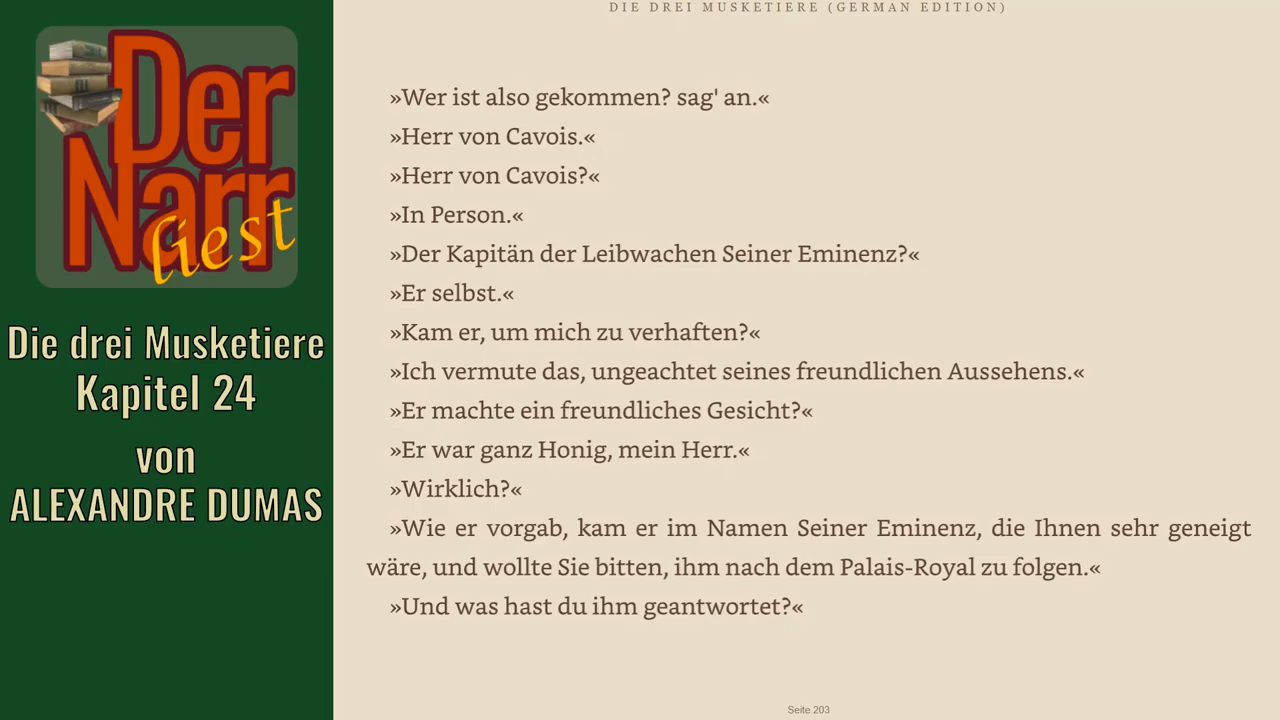 Der
Narr
liest
Die drei Musketiere
Kapitel 24
von
ALEXANDRE DUMAS
DIE DREI MUSKETIERE (GERMAN EDITION)
»Wer ist also gekommen? sag' an.«
»Herr von Cavois.«
»Herr von Cavois?«
»In Person.«
»Der Kapitän der Leibwachen Seiner Eminenz?«
»Er selbst.«
»Kam er, um mich zu verhaften?«
»Ich vermute das, ungeachtet seines freundlichen Aussehens.«
»Er machte ein freundliches Gesicht?«
»Er war ganz Honig, mein Herr.«
»Wirklich?«
»Wie er vorgab, kam er im Namen Seiner Eminenz, die Ihnen sehr geneigt
wäre, und wollte Sie bitten, ihm nach dem Palais-Royal zu folgen.«
»Und was hast du ihm geantwortet?«
Seite 203